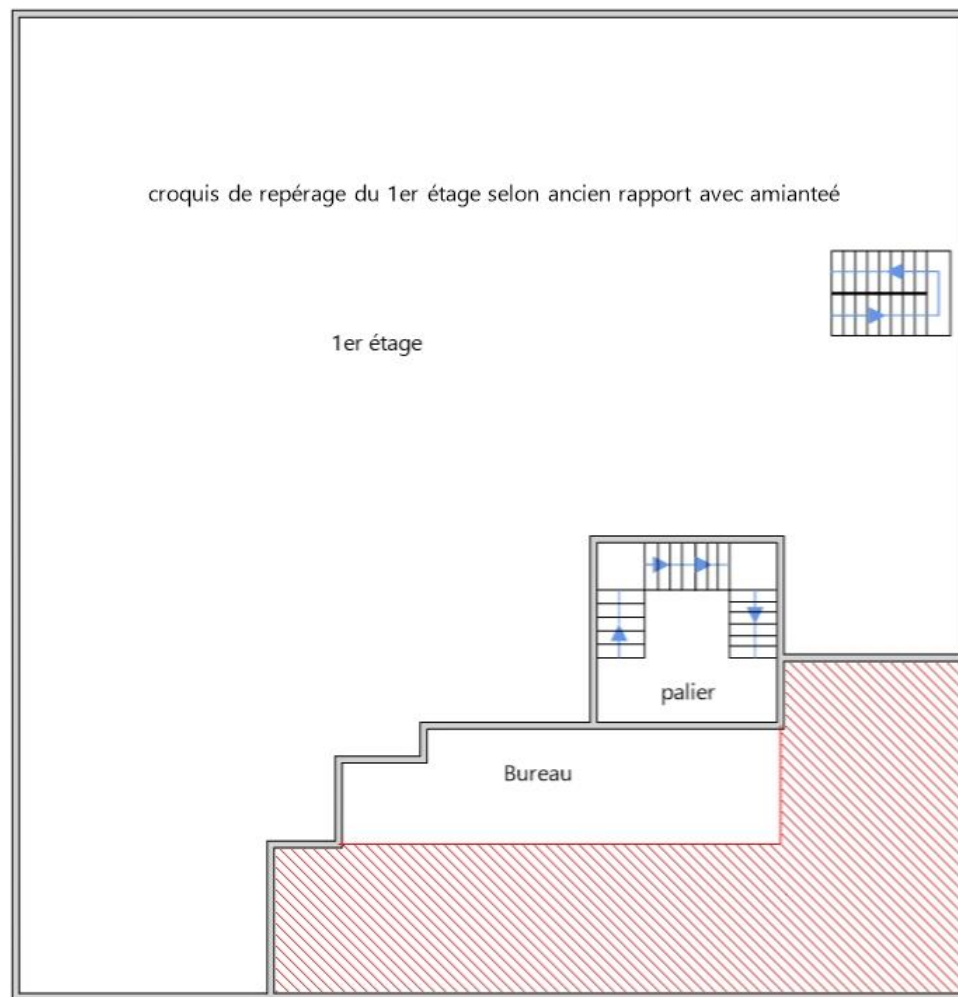 croquis de repérage du 1er étage selon ancien rapport avec amianteé
1er étage
palier
Bureau